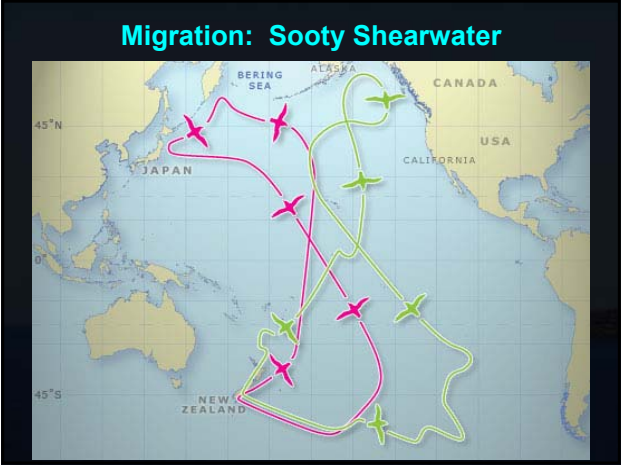 Migration:  Sooty Shearwater
ALASKA
BERING
SEA
CANADA
45°N
USA
CALIFORNIA
JAPAN
0°
45°S
NEW
ZEALAND